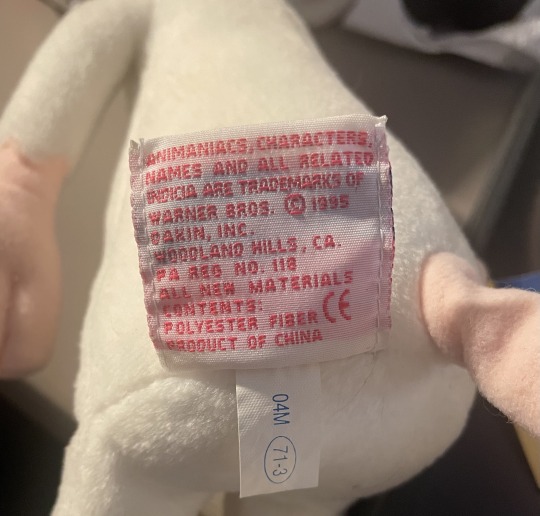 ANIMANIACS, CHARACTERS,
NAMES AND ALL RELATED
INDICIA ARE TRADEMARKS OF
WARNER BROS. © 1995
DAKIN, INC.
WOODLAND HILLS, CA.
PA REG NO. 118
ALL NEW MATERIALS
CONTENTS:
POLYESTER FIBER CE
PRODUCT OF CHINA
04M 71-3